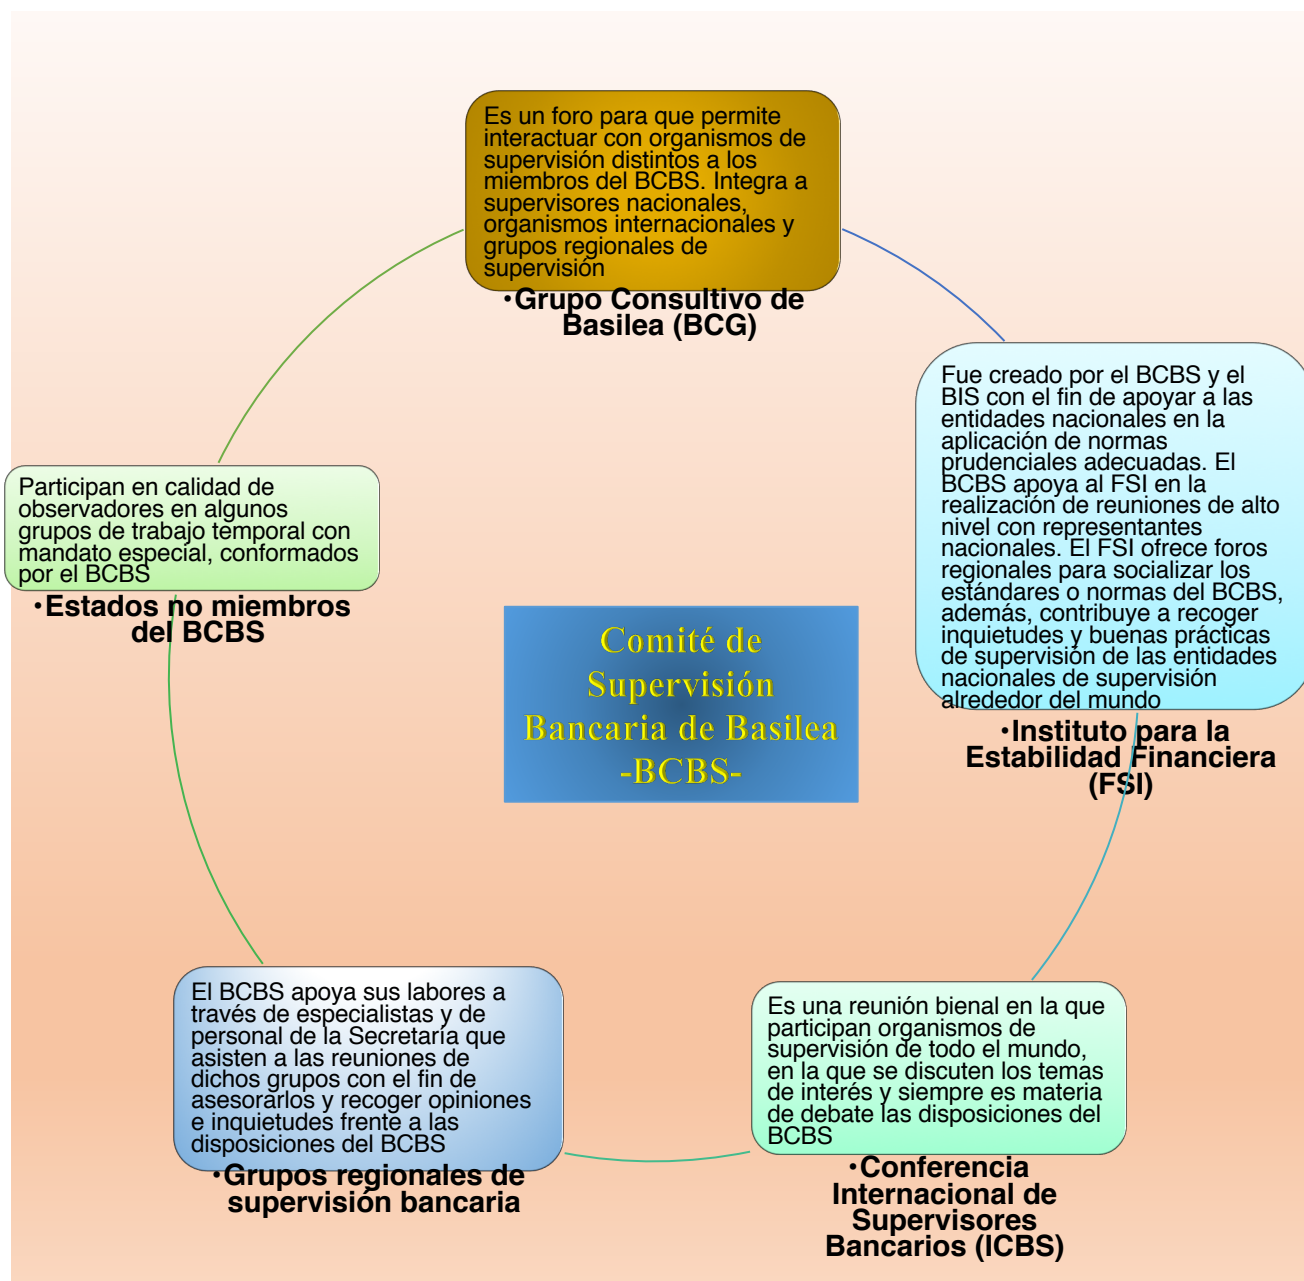 Es un foro para que permite
interactuar con organismos de
supervisión distintos a los
miembros del BCBS. Integra a
supervisores nacionales,
organismos internacionales y
grupos regionales de
supervisión
•Grupo Consultivo de
Basilea (BCG)
Fue creado por el BCBS y el
BIS con el fin de apoyar a las
entidades nacionales en la
aplicación de normas
prudenciales adecuadas. El
BCBS apoya al FSI en la
realización de reuniones de alto
nivel con representantes
nacionales. El FSI ofrece foros
regionales para socializar los
estándares o normas del BCBS,
además, contribuye a recoger
inquietudes y buenas prácticas
de supervisión de las entidades
nacionales de supervisión
alrededor del mundo
•Instituto para la
Estabilidad Financiera
(FSI)
Es una reunión bienal en la que
participan organismos de
supervisión de todo el mundo,
en la que se discuten los temas
de interés y siempre es materia
de debate las disposiciones del
BCBS
•Conferencia
Internacional de
Supervisores
Bancarios (ICBS)
El BCBS apoya sus labores a
través de especialistas y de
personal de la Secretaría que
asisten a las reuniones de
dichos grupos con el fin de
asesorarlos y recoger opiniones
e inquietudes frente a las
disposiciones del BCBS
•Grupos regionales de
supervisión bancaria
Participan en calidad de
observadores en algunos
grupos de trabajo temporal con
mandato especial, conformados
por el BCBS
•Estados no miembros
del BCBS
Comité de
Supervisión
Bancaria de Basilea
-BCBS-